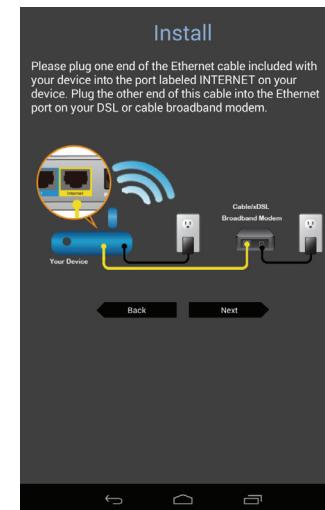 Install
Please plug one end of the Ethernet cable included with
your device into the port labeled INTERNET on your
device. Plug the other end of this cable into the Ethernet
port on your DSL or cable broadband modem.
Internet
Cable/xDSL
Broadband Modem
Your Device
Back
Next